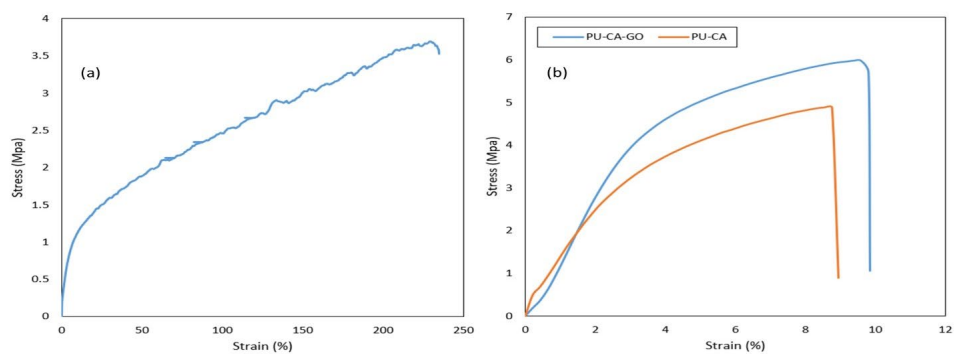 (a)
Stress (Mpa)
4
3.5
3
2.5
2
1.5
1
0.5
0
0 50 100 150 200 250
Strain (%)
PU-CA-GO PU-CA
(b)
Stress (Mpa)
7
6
5
4
3
2
1
0
0 2 4 6 8 10 12
Strain (%)